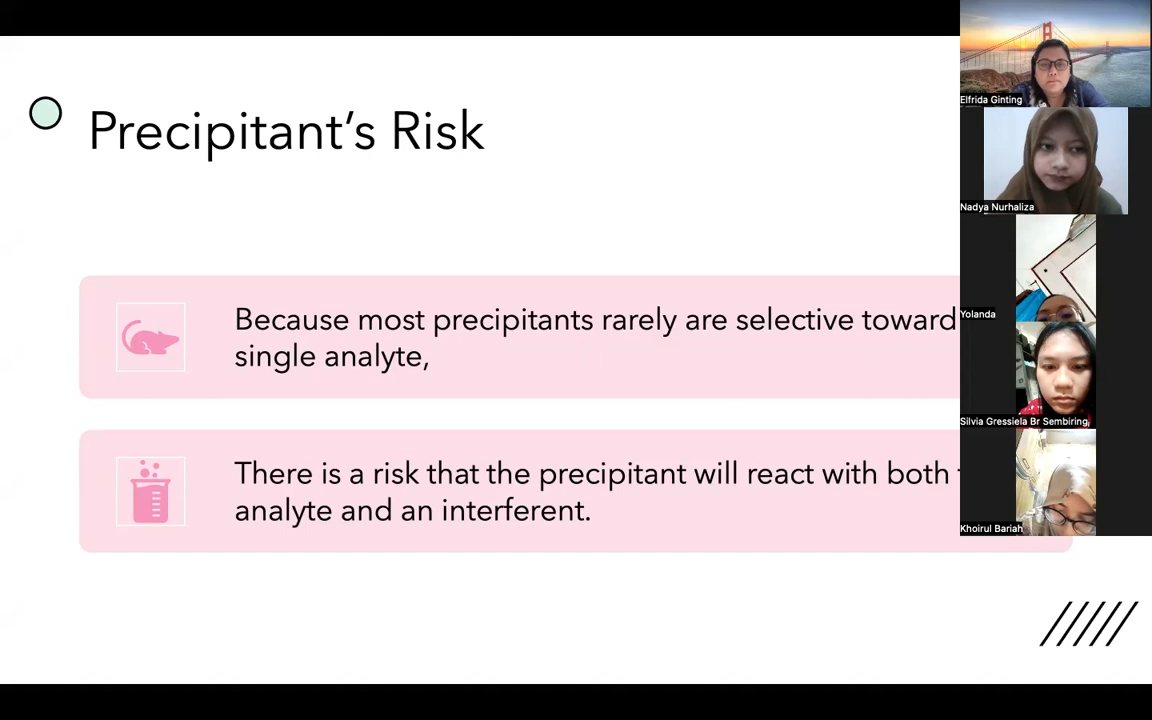 Precipitant's Risk
Because most precipitants rarely are selective toward
single analyte,
There is a risk that the precipitant will react with both
analyte and an interferent.
Elfrida Ginting
Nadya Nurhaliza
Yolanda
Silvia Gressiela Br Sembiring
Khoirul Bariah